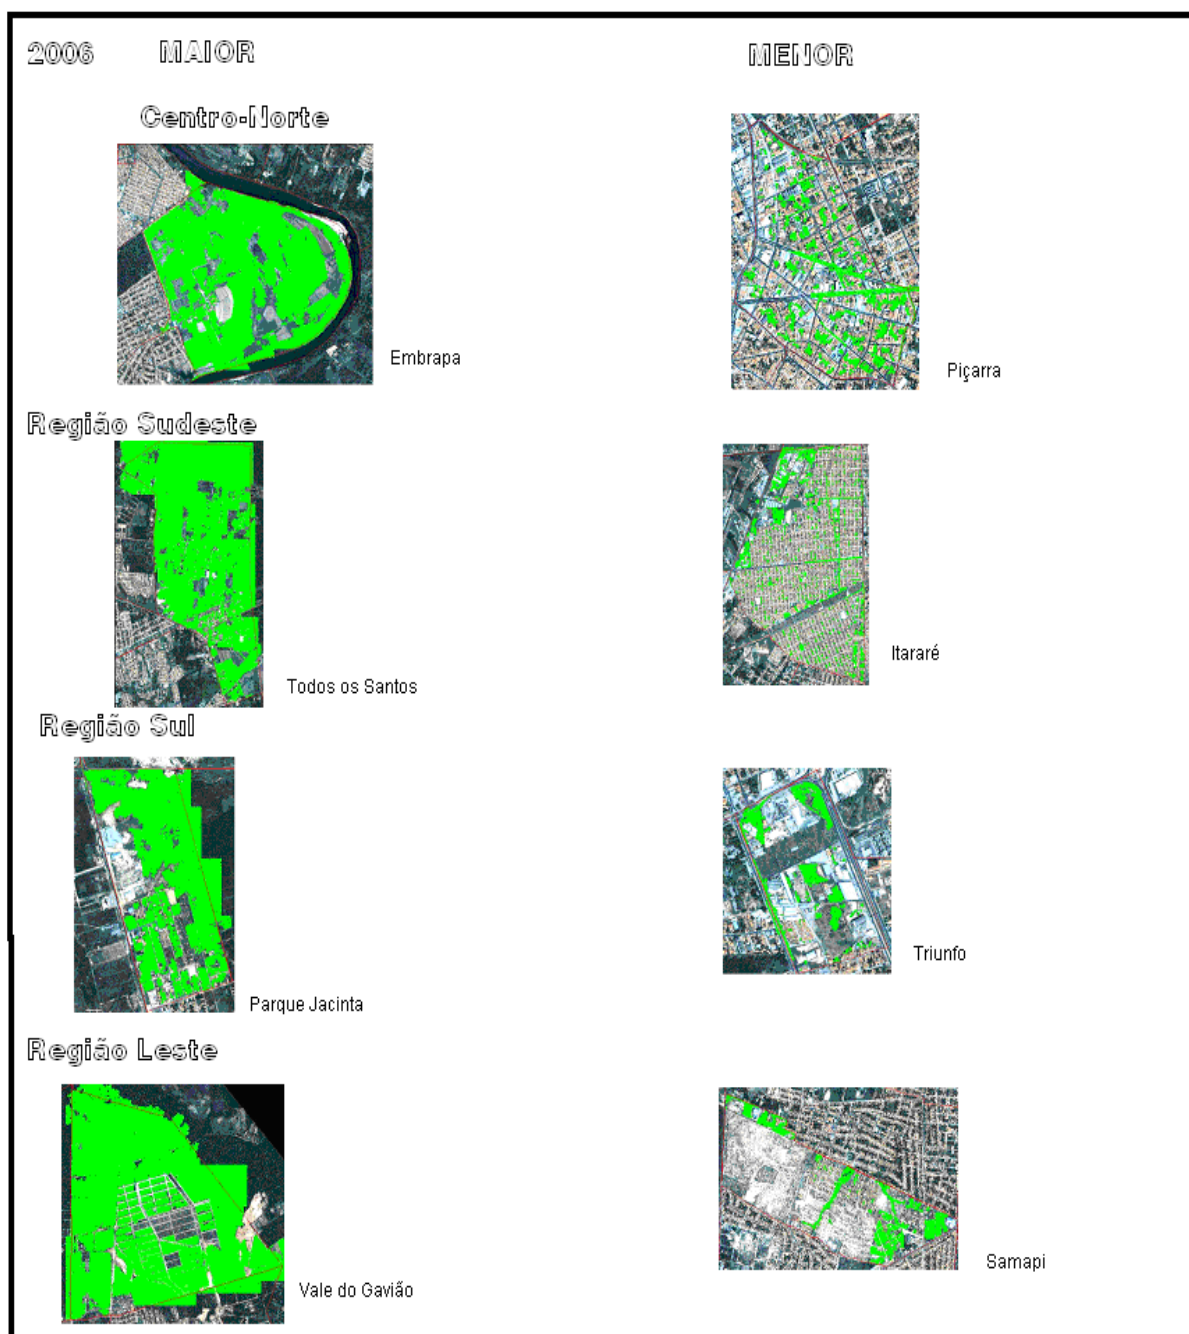 2006 MAIOR MENOR
Centro-Norte
Embrapa
Piçarra
Região Sudeste
Todos os Santos
Itararé
Região Sul
Parque Jacinta
Triunfo
Região Leste
Vale do Gavião
Samapi